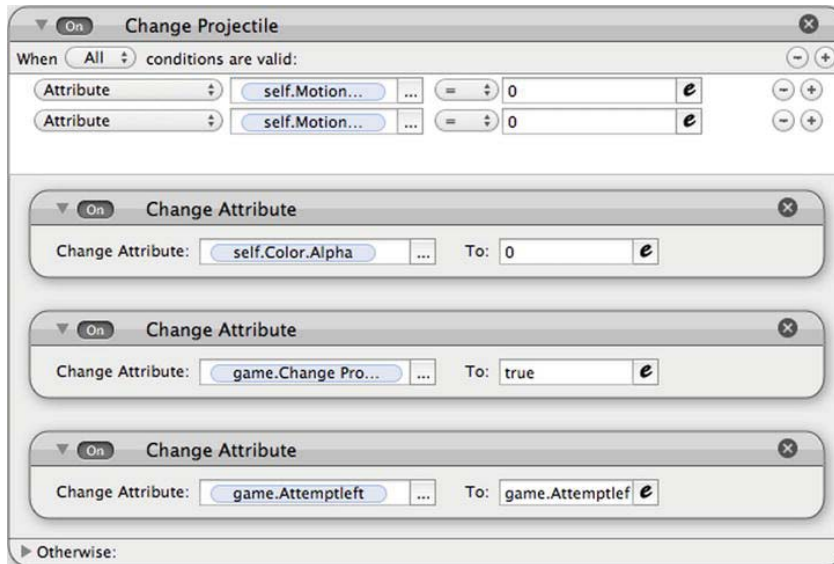 On Change Projectile
When All conditions are valid:
Attribute self.Motion... ... = 0 e
Attribute self.Motion... ... = 0 e
On Change Attribute
Change Attribute: self.Color.Alpha ... To: 0 e
On Change Attribute
Change Attribute: game.Change Pro... ... To: true e
On Change Attribute
Change Attribute: game.Attemptleft ... To: game.Attemptlef e
Otherwise: